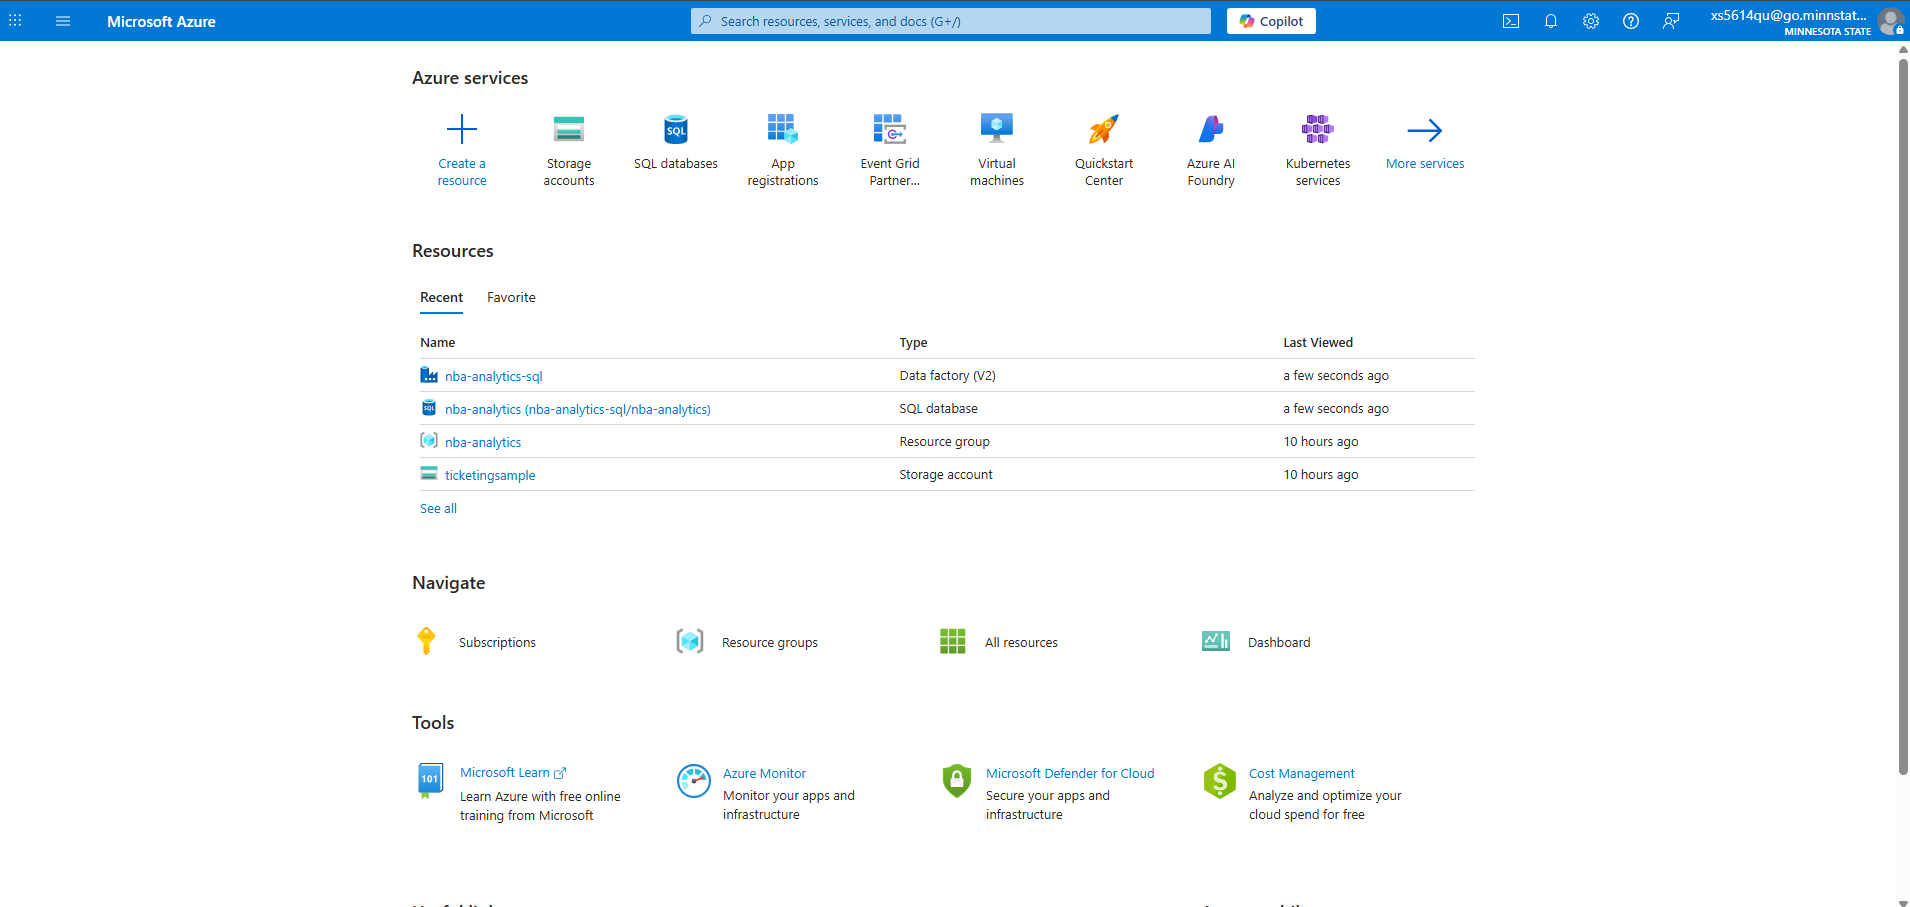 Microsoft Azure
Search resources, services, and docs (G+/)
Copilot
xs5614qu@go.minnstat...
MINNESOTA STATE
Azure services
Create a
resource
Storage
accounts
SQL
SQL databases
App
registrations
Event Grid
Partner...
Virtual
machines
Quickstart
Center
Azure AI
Foundry
Kubernetes
services
More services
Resources
Recent
Favorite
Name Type Last Viewed
nba-analytics-sql Data factory (V2) a few seconds ago
SQL nba-analytics (nba-analytics-sql/nba-analytics) SQL database a few seconds ago
nba-analytics Resource group 10 hours ago
ticketingsample Storage account 10 hours ago
See all
Navigate
Subscriptions
Resource groups
All resources
Dashboard
Tools
101
Microsoft Learn
Learn Azure with free online
training from Microsoft
Azure Monitor
Monitor your apps and
infrastructure
Microsoft Defender for Cloud
Secure your apps and
infrastructure
Cost Management
Analyze and optimize your
cloud spend for free